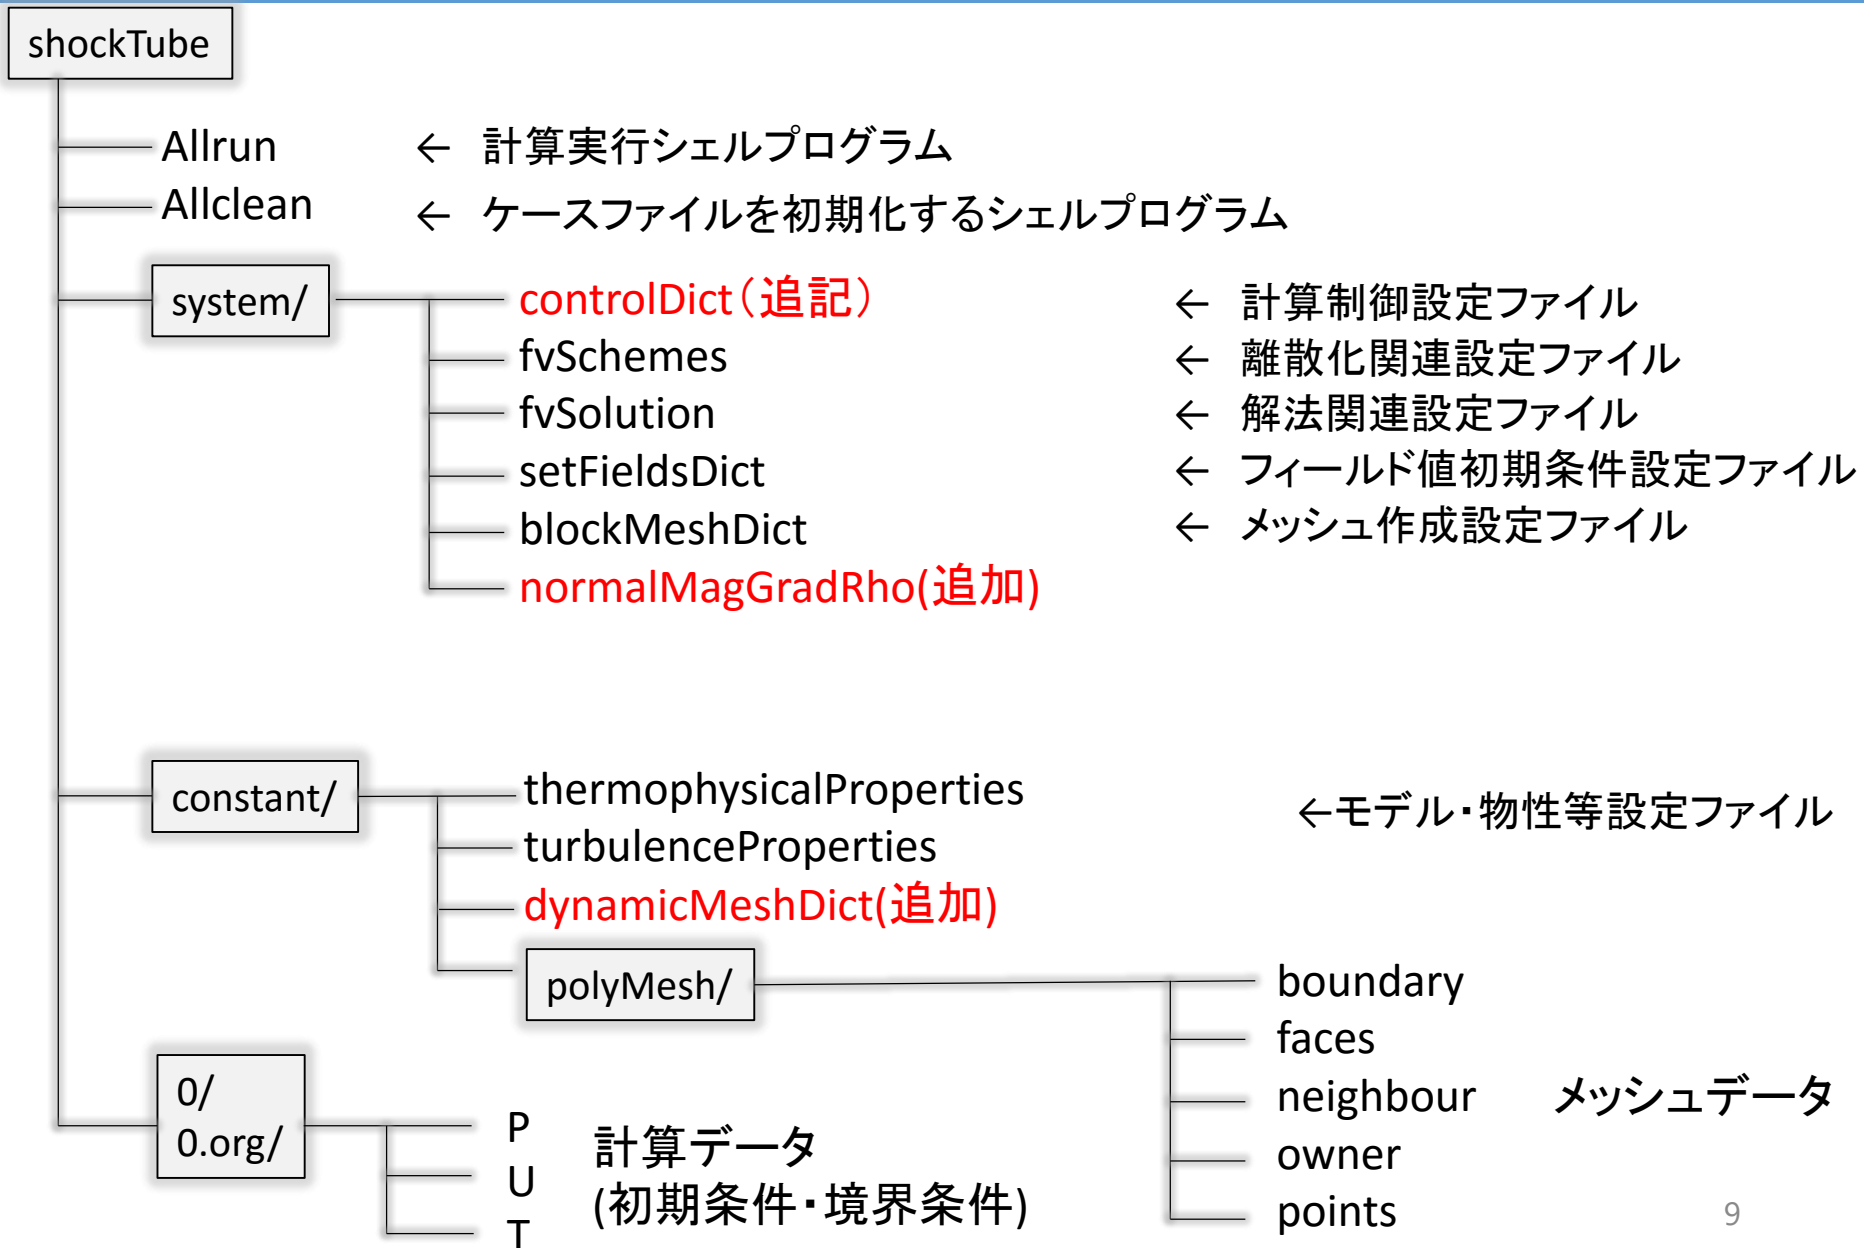 shockTube
Allrun ← 計算実行シェルプログラム
Allclean ← ケースファイルを初期化するシェルプログラム
system/
controlDict（追記） ← 計算制御設定ファイル
fvSchemes ← 離散化関連設定ファイル
fvSolution ← 解法関連設定ファイル
setFieldsDict ← フィールド値初期条件設定ファイル
blockMeshDict ← メッシュ作成設定ファイル
normalMagGradRho(追加)
constant/
thermophysicalProperties
←モデル・物性等設定ファイル
turbulenceProperties
dynamicMeshDict(追加)
polyMesh/
boundary
faces
neighbour メッシュデータ
owner
points
0/
0.org/
P
U
T
計算データ
(初期条件・境界条件)
9